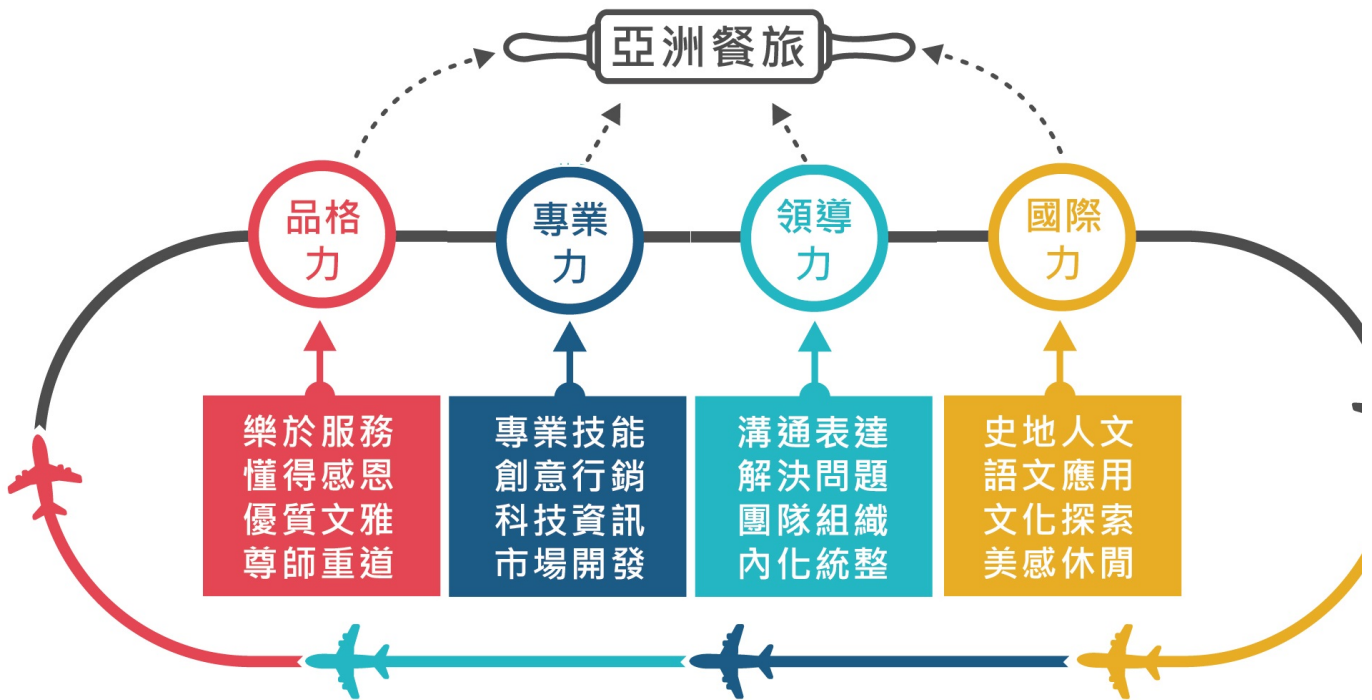 亞洲餐旅
品格
力
專業
力
領導
力
國際
力
樂於服務
懂得感恩
優質文雅
尊師重道
專業技能
創意行銷
科技資訊
市場開發
溝通表達
解決問題
團隊組織
內化統整
史地人文
語文應用
文化探索
美感休閒